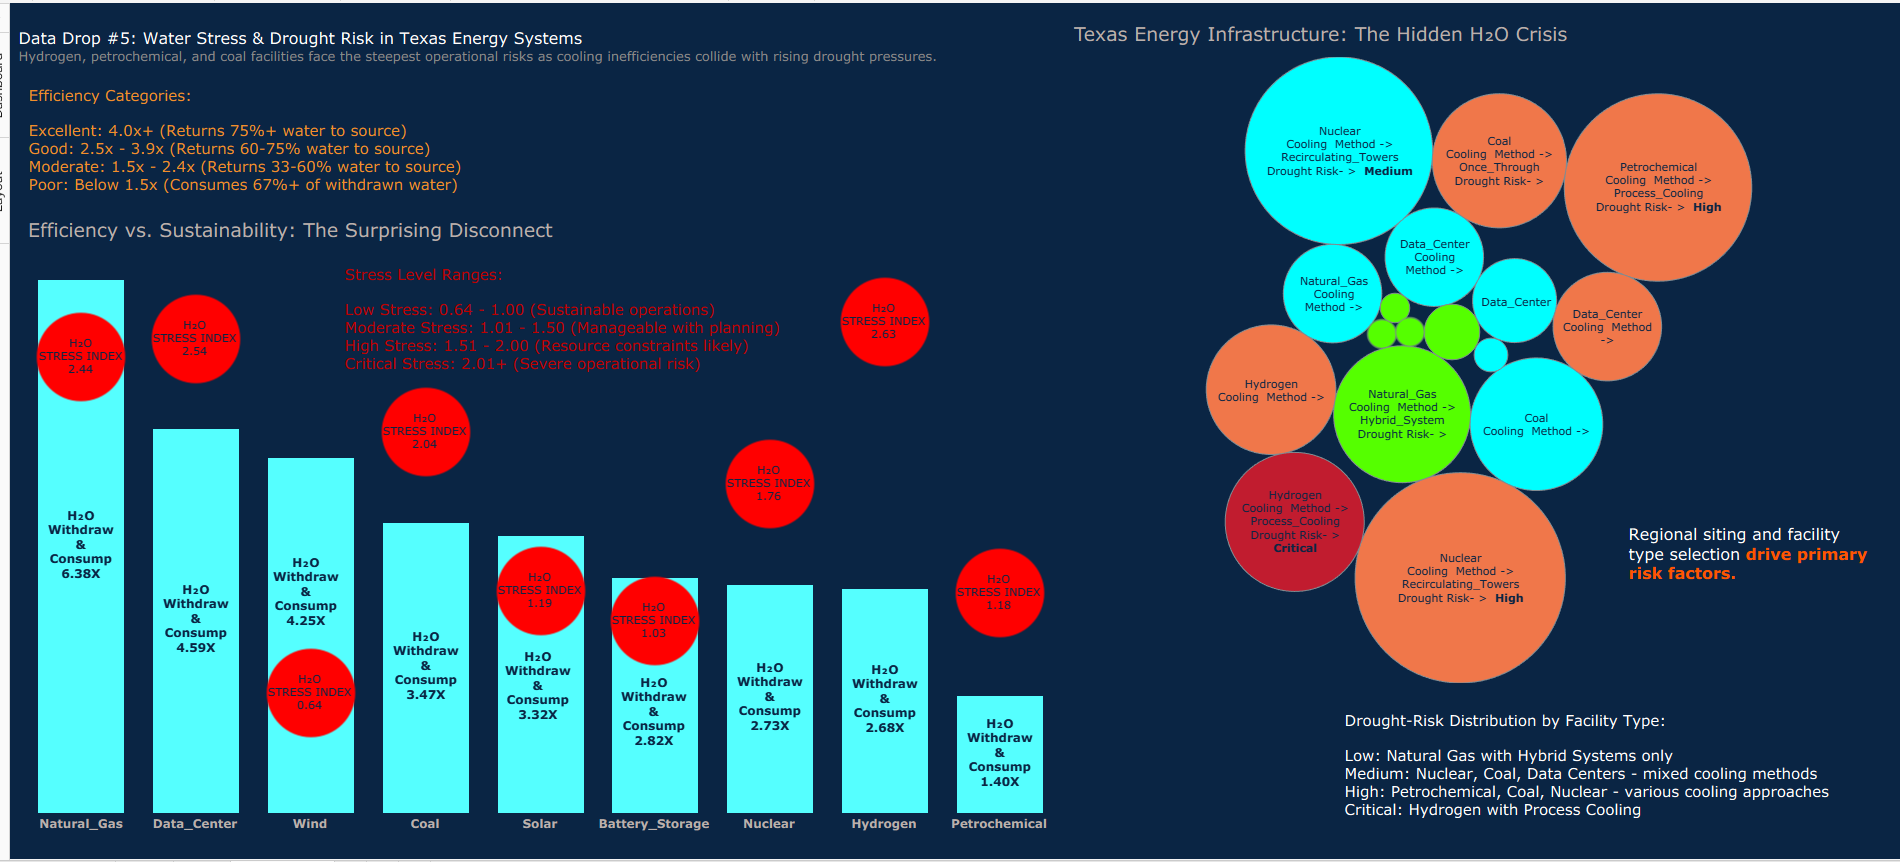 Data Drop #5: Water Stress & Drought Risk in Texas Energy Systems
Hydrogen, petrochemical, and coal facilities face the steepest operational risks as cooling inefficiencies collide with rising drought pressures.
Efficiency Categories:
Excellent: 4.0x+ (Returns 75%+ water to source)
Good: 2.5x - 3.9x (Returns 60-75% water to source)
Moderate: 1.5x - 2.4x (Returns 33-60% water to source)
Poor: Below 1.5x (Consumes 67%+ of withdrawn water)
Efficiency vs. Sustainability: The Surprising Disconnect
Stress Level Ranges:
Low Stress: 0.64 - 1.00 (Sustainable operations)
Moderate Stress: 1.01 - 1.50 (Manageable with planning)
High Stress: 1.51 - 2.00 (Resource constraints likely)
Critical Stress: 2.01+ (Severe operational risk)
H₂O
STRESS INDEX
2.44
H₂O
Withdraw
&
Consump
6.38X
Natural_Gas
H₂O
STRESS INDEX
2.54
H₂O
Withdraw
&
Consump
4.59X
Data_Center
H₂O
Withdraw
&
Consump
4.25X
H₂O
STRESS INDEX
0.64
Wind
H₂O
STRESS INDEX
2.04
H₂O
Withdraw
&
Consump
3.47X
Coal
H₂O
STRESS INDEX
1.19
H₂O
Withdraw
&
Consump
3.32X
Solar
H₂O
STRESS INDEX
1.03
H₂O
Withdraw
&
Consump
2.82X
Battery_Storage
H₂O
STRESS INDEX
1.76
H₂O
Withdraw
&
Consump
2.73X
Nuclear
H₂O
STRESS INDEX
2.63
H₂O
Withdraw
&
Consump
2.68X
Hydrogen
H₂O
STRESS INDEX
1.18
H₂O
Withdraw
&
Consump
1.40X
Petrochemical
Texas Energy Infrastructure: The Hidden H₂O Crisis
Nuclear
Cooling Method ->
Recirculating_Towers
Drought Risk- > Medium
Coal
Cooling Method ->
Once_Through
Drought Risk- >
Petrochemical
Cooling Method ->
Process_Cooling
Drought Risk- > High
Data_Center
Cooling
Method ->
Natural_Gas
Cooling
Method ->
Data_Center
Data_Center
Cooling Method
->
Hydrogen
Cooling Method ->
Natural_Gas
Cooling Method ->
Hybrid_System
Drought Risk- >
Coal
Cooling Method ->
Hydrogen
Cooling Method ->
Process_Cooling
Drought Risk- >
Critical
Nuclear
Cooling Method ->
Recirculating_Towers
Drought Risk- > High
Regional siting and facility
type selection drive primary
risk factors.
Drought-Risk Distribution by Facility Type:
Low: Natural Gas with Hybrid Systems only
Medium: Nuclear, Coal, Data Centers - mixed cooling methods
High: Petrochemical, Coal, Nuclear - various cooling approaches
Critical: Hydrogen with Process Cooling